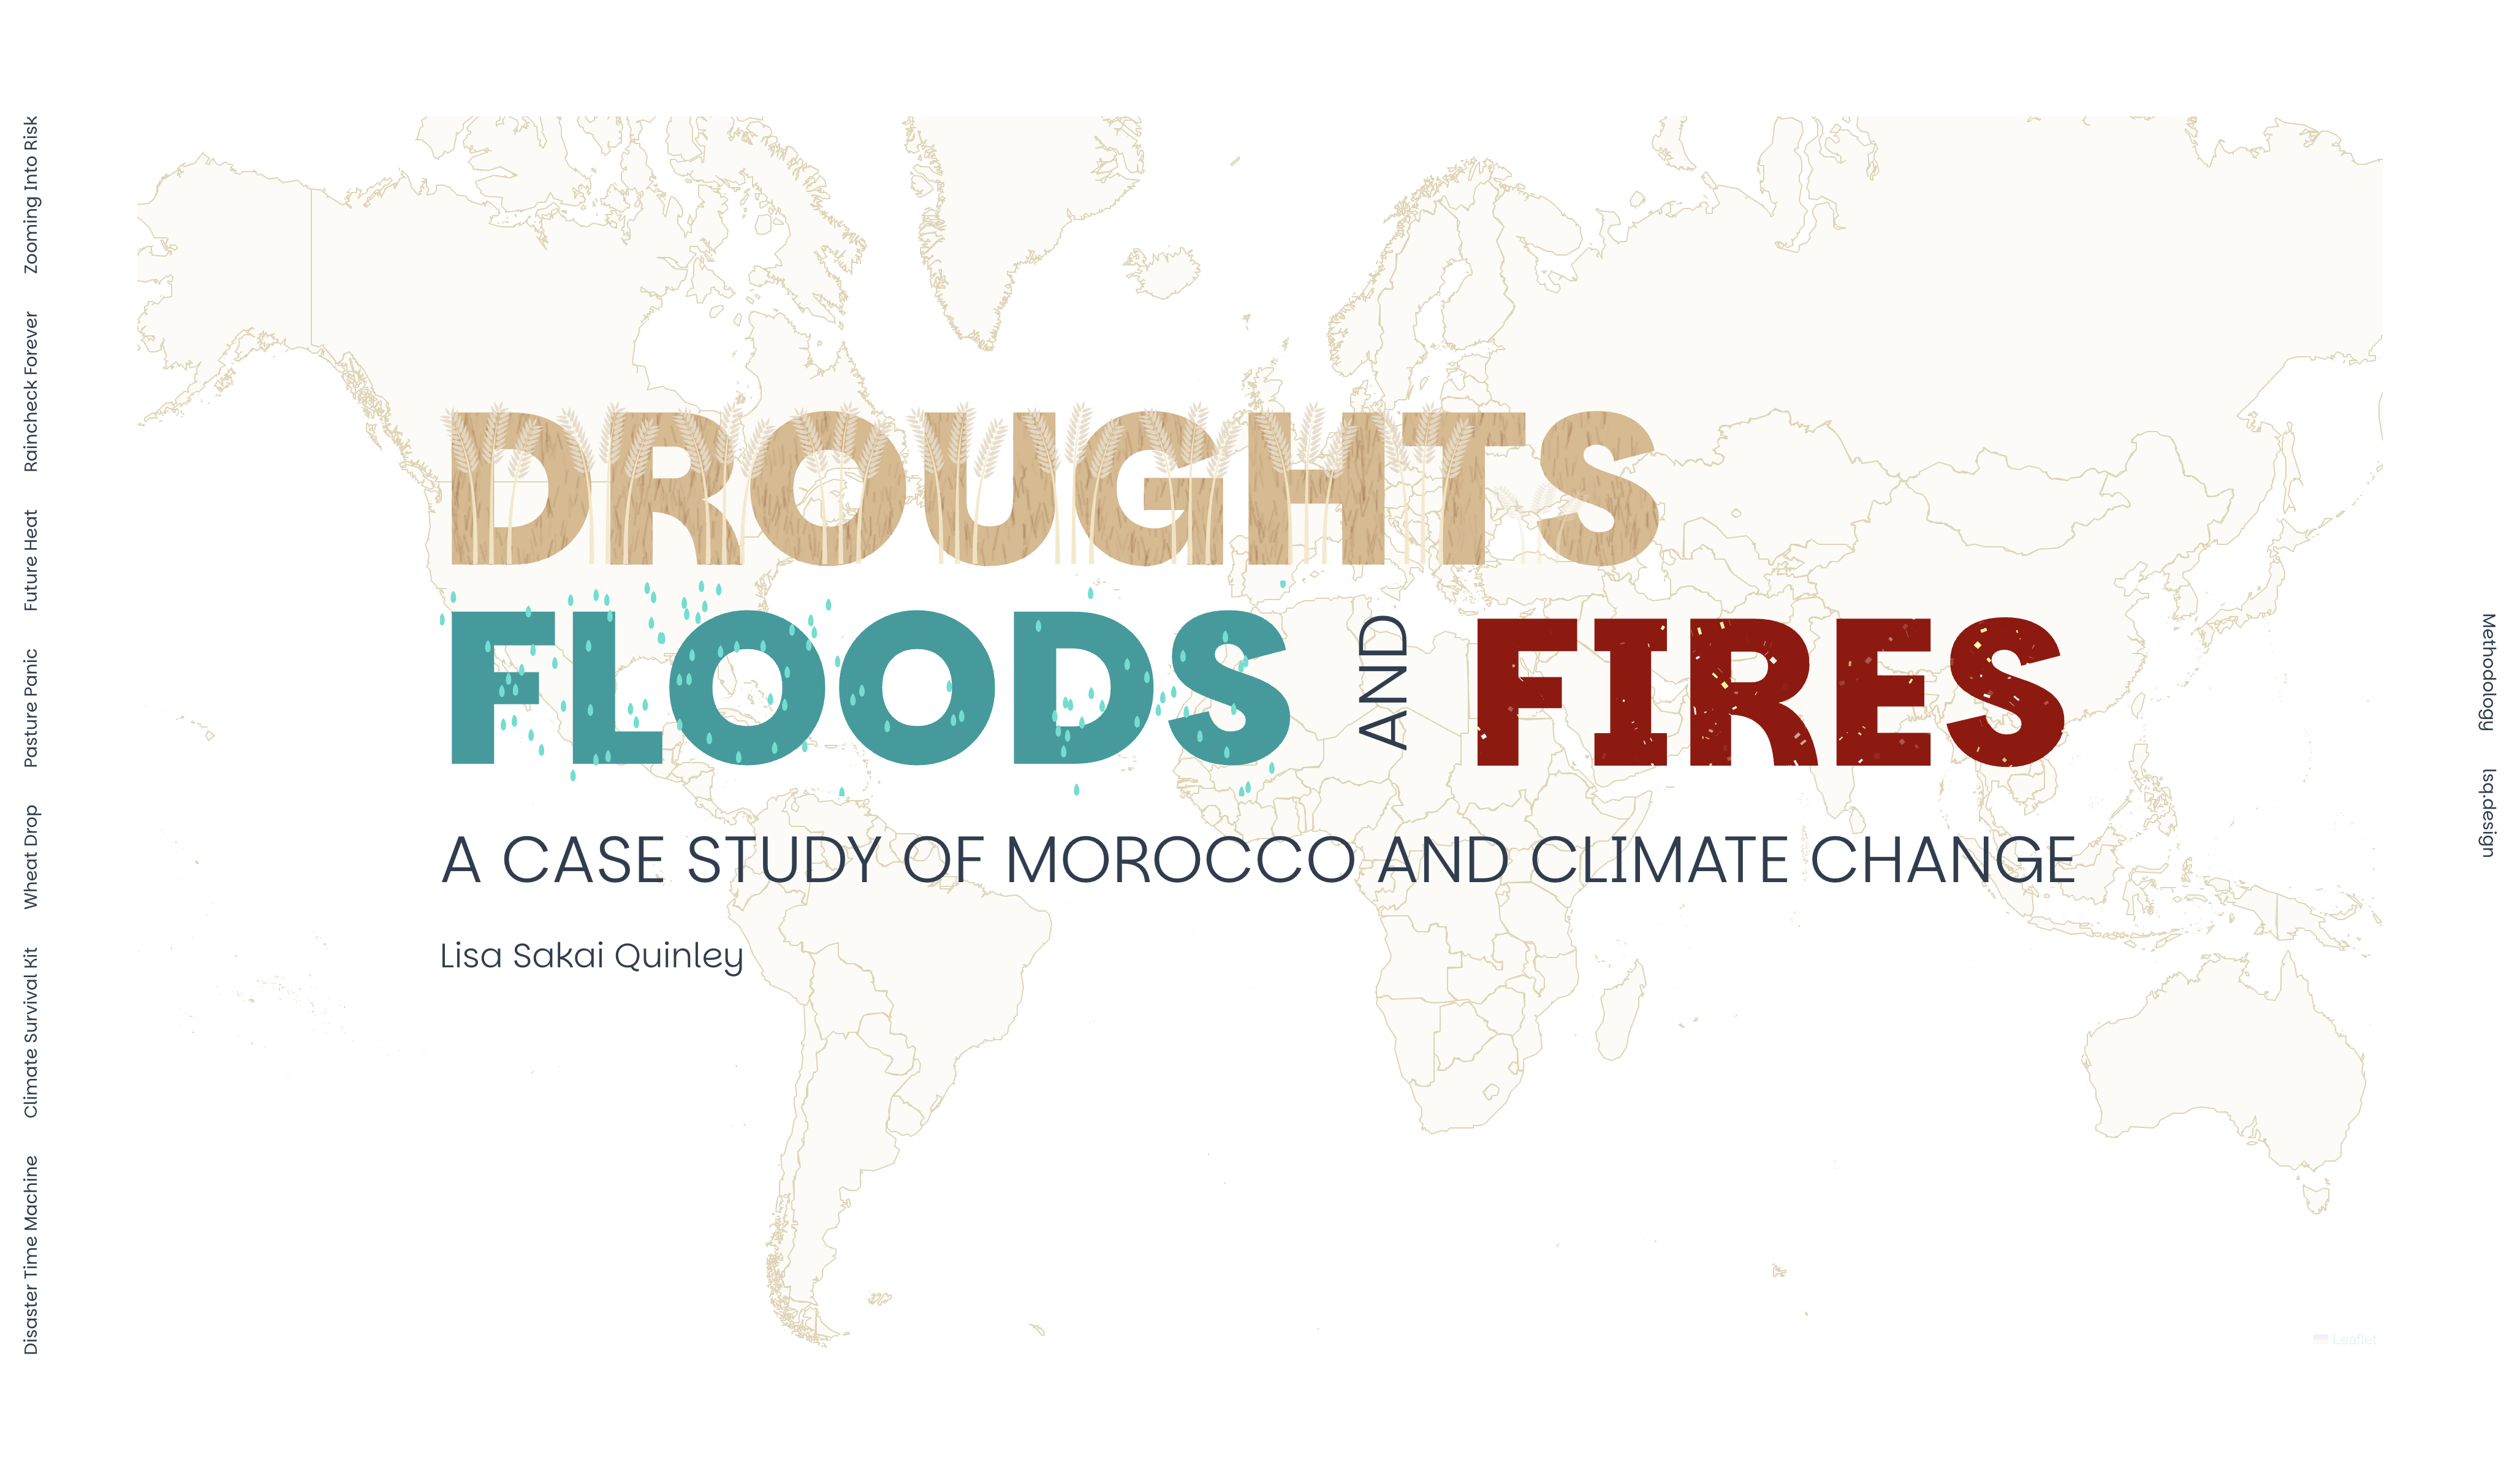 DROUGHTS
FLOODS AND FIRES
A CASE STUDY OF MOROCCO AND CLIMATE CHANGE
Lisa Sakai Quinley
Zooming Into Risk
Raincheck Forever
Future Heat
Pasture Panic
Wheat Drop
Climate Survival Kit
Disaster Time Machine
Methodology
lsq.design
Leaflet